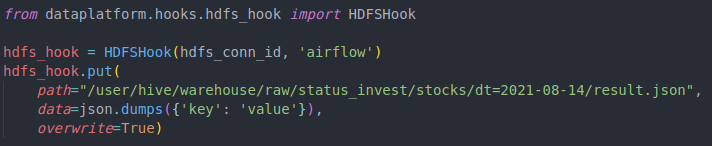 from dataplatform.hooks.hdfs_hook import HDFSHook

hdfs_hook = HDFSHook(hdfs_conn_id, 'airflow')
hdfs_hook.put(
    path="/user/hive/warehouse/raw/status_invest/stocks/dt=2021-08-14/result.json",
    data=json.dumps({'key': 'value'}),
    overwrite=True)